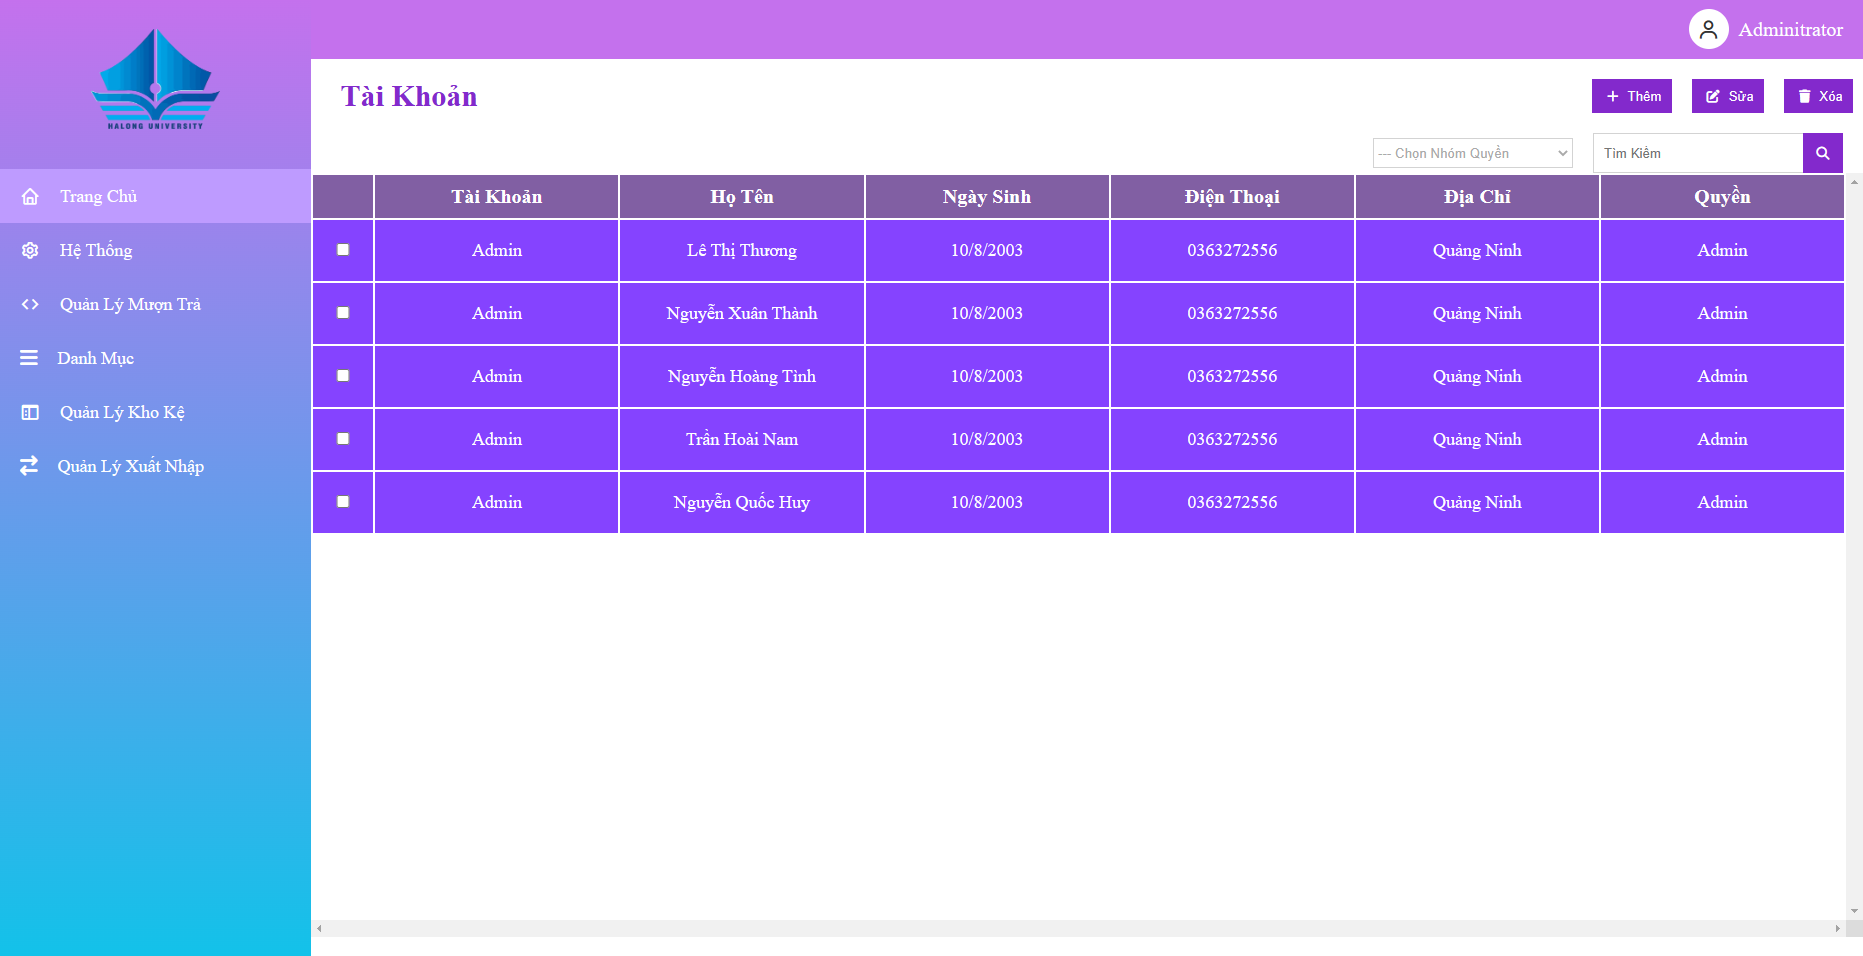 HALONG UNIVERSITY
Adminitrator
Trang Chủ
Hệ Thống
Quản Lý Mượn Trả
Danh Mục
Quản Lý Kho Kệ
Quản Lý Xuất Nhập
Tài Khoản
Thêm Sửa Xóa
--- Chọn Nhóm Quyền Tìm Kiếm
Tài Khoản Họ Tên Ngày Sinh Điện Thoại Địa Chỉ Quyền
Admin Lê Thị Thương 10/8/2003 0363272556 Quảng Ninh Admin
Admin Nguyễn Xuân Thành 10/8/2003 0363272556 Quảng Ninh Admin
Admin Nguyễn Hoàng Tình 10/8/2003 0363272556 Quảng Ninh Admin
Admin Trần Hoài Nam 10/8/2003 0363272556 Quảng Ninh Admin
Admin Nguyễn Quốc Huy 10/8/2003 0363272556 Quảng Ninh Admin